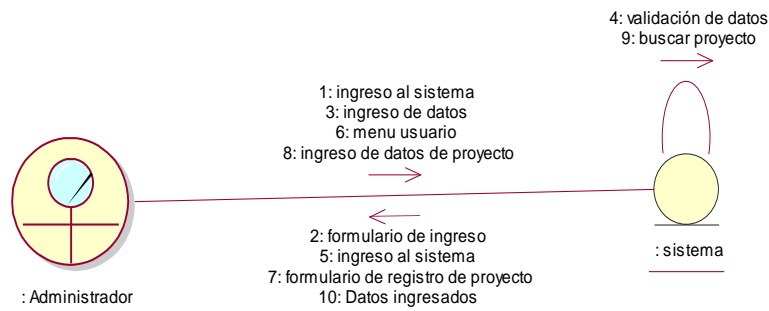 4: validación de datos
9: buscar proyecto
1: ingreso al sistema
3: ingreso de datos
6: menu usuario
8: ingreso de datos de proyecto
2: formulario de ingreso
5: ingreso al sistema
7: formulario de registro de proyecto
10: Datos ingresados
: Administrador
: sistema